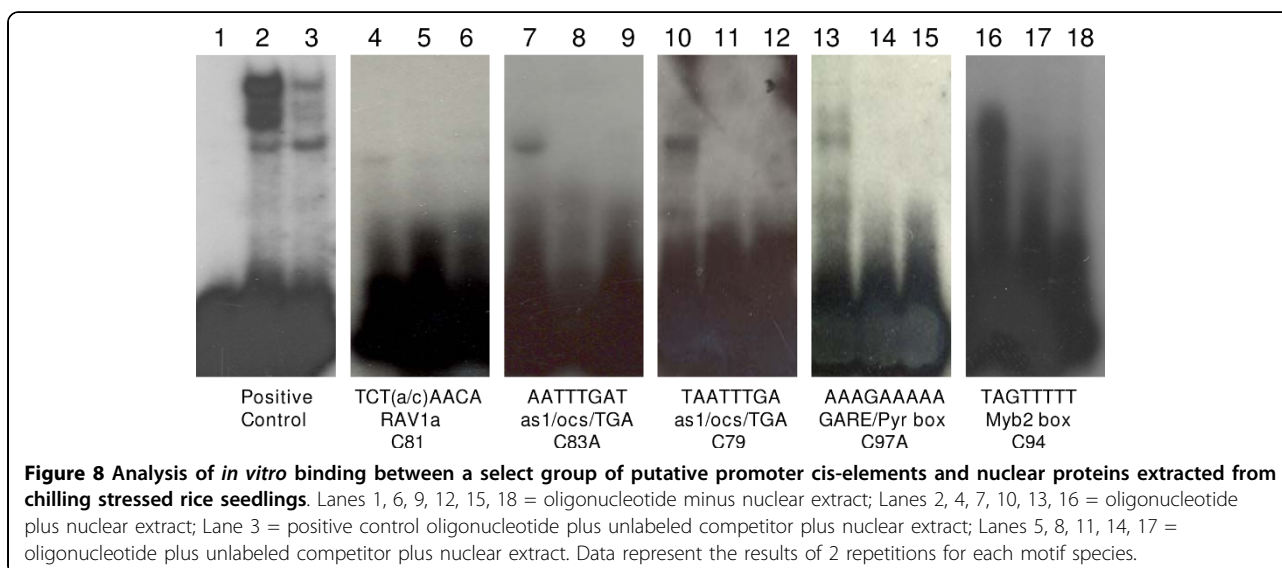 1 2 3 4 5 6 7 8 9 10 11 12 13 14 15 16 17 18
Positive Control
TCT(a/c)AACA
RAV1a
C81
AATTTGAT
as1/ocs/TGA
C83A
TAATTTGA
as1/ocs/TGA
C79
AAAGAAAAA
GARE/Pyr box
C97A
TAGTTTTT
Myb2 box
C94
Figure 8 Analysis of in vitro binding between a select group of putative promoter cis-elements and nuclear proteins extracted from
chilling stressed rice seedlings. Lanes 1, 6, 9, 12, 15, 18 = oligonucleotide minus nuclear extract; Lanes 2, 4, 7, 10, 13, 16 = oligonucleotide
plus nuclear extract; Lane 3 = positive control oligonucleotide plus unlabeled competitor plus nuclear extract; Lanes 5, 8, 11, 14, 17 =
oligonucleotide plus unlabeled competitor plus nuclear extract. Data represent the results of 2 repetitions for each motif species.